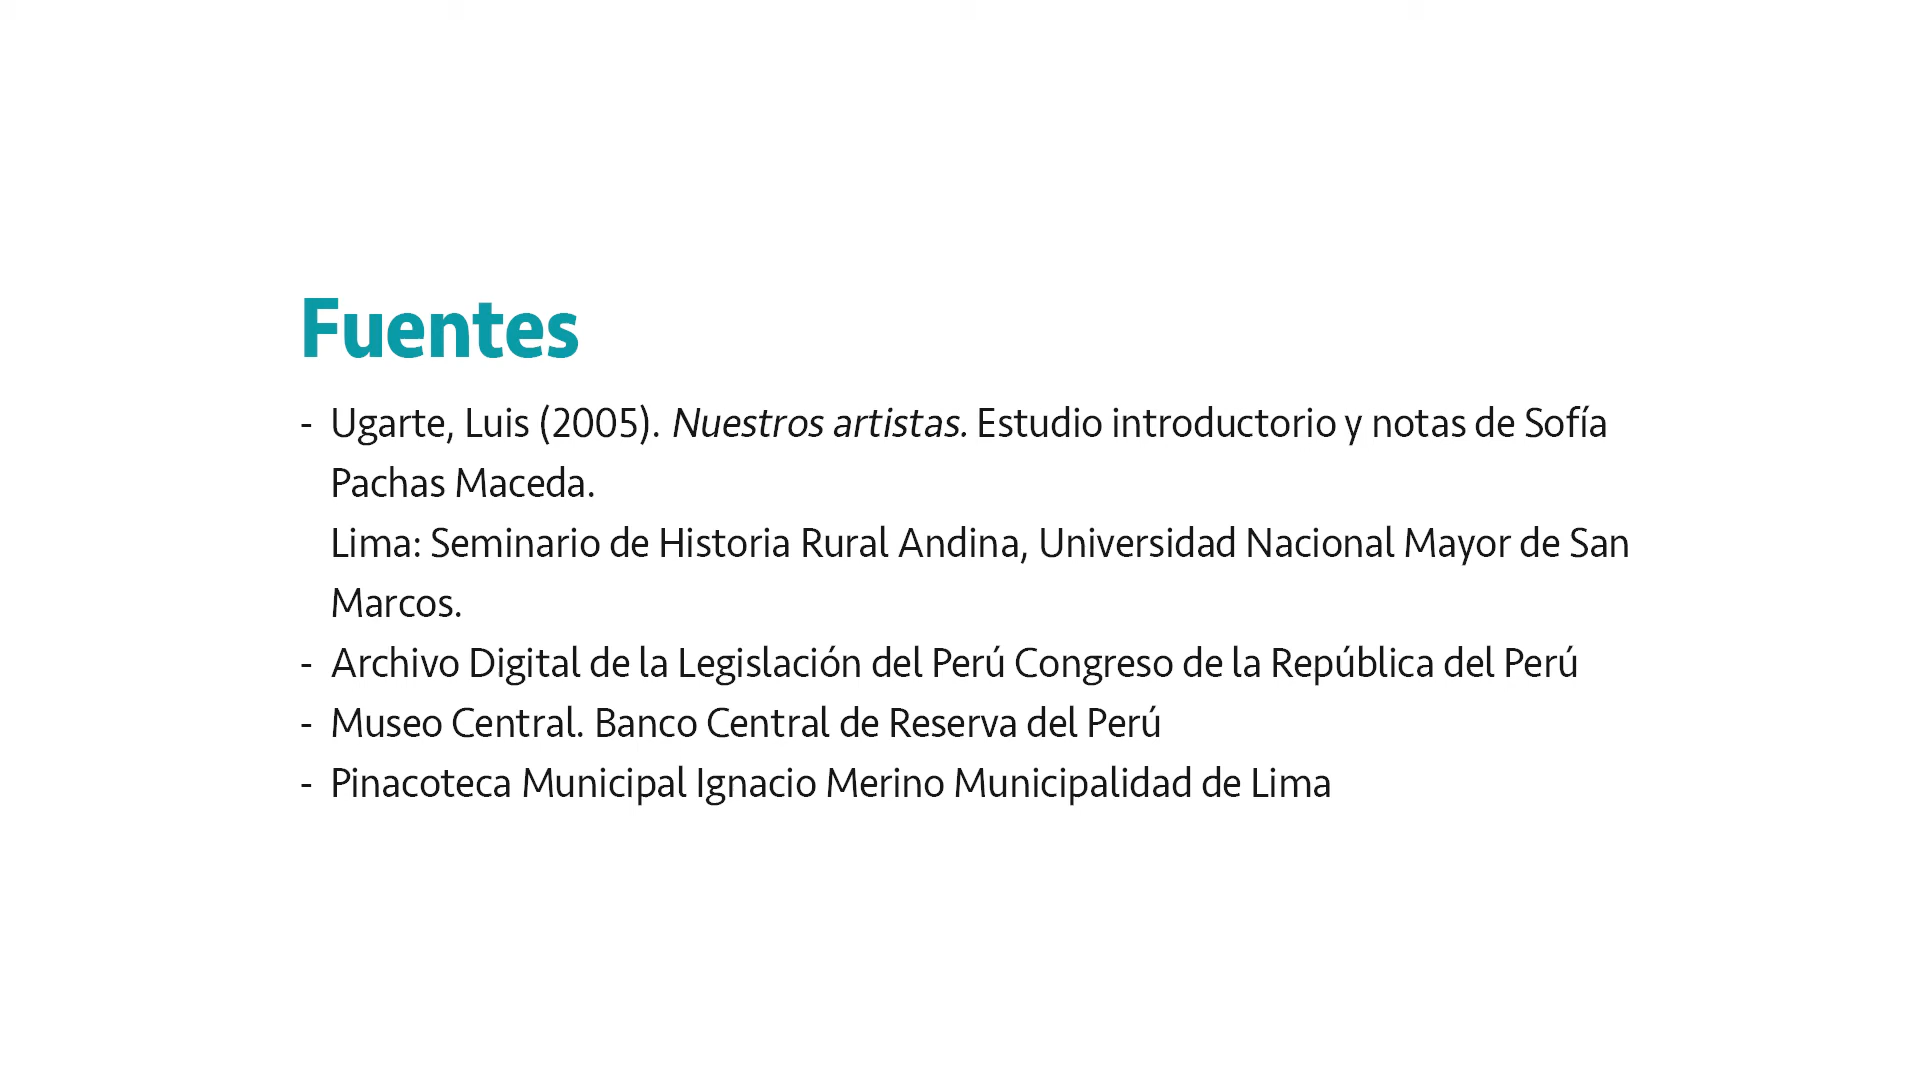 Fuentes
- Ugarte, Luis (2005). Nuestros artistas. Estudio introductorio y notas de Sofía
Pachas Maceda.
Lima: Seminario de Historia Rural Andina, Universidad Nacional Mayor de San
Marcos.
- Archivo Digital de la Legislación del Perú Congreso de la República del Perú
- Museo Central. Banco Central de Reserva del Perú
- Pinacoteca Municipal Ignacio Merino Municipalidad de Lima